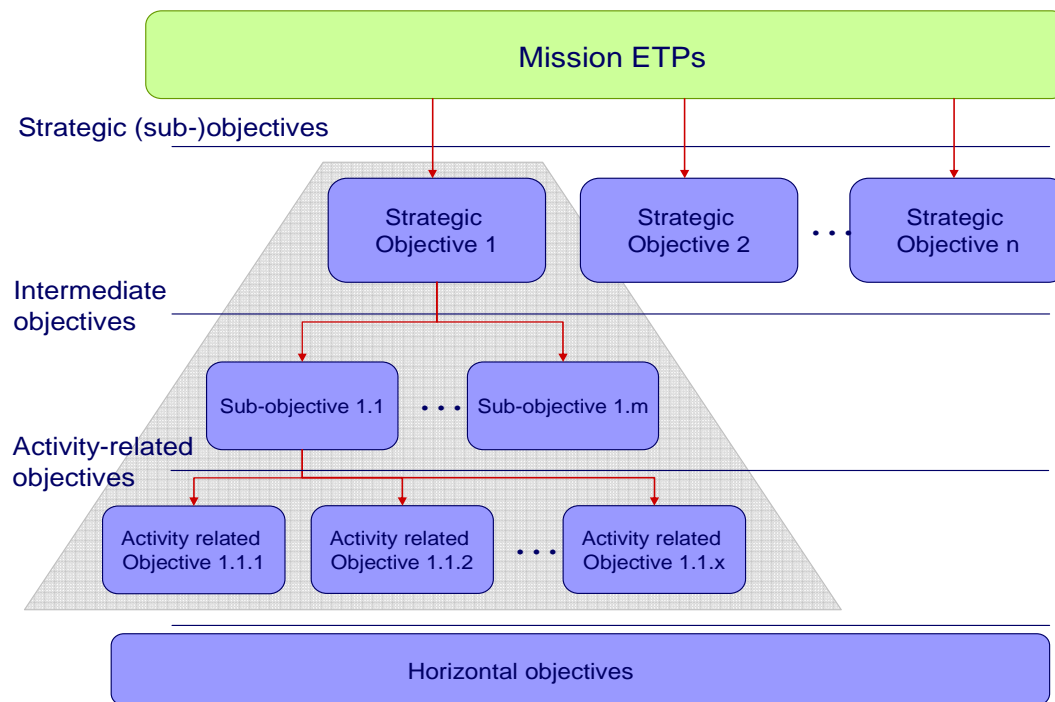 Mission ETPs
Strategic (sub-)objectives
Strategic
Objective 1
Strategic
Objective 2
...
Strategic
Objective n
Intermediate
objectives
Sub-objective 1.1
...
Sub-objective 1.m
Activity-related
objectives
Activity related
Objective 1.1.1
Activity related
Objective 1.1.2
...
Activity related
Objective 1.1.x
Horizontal objectives